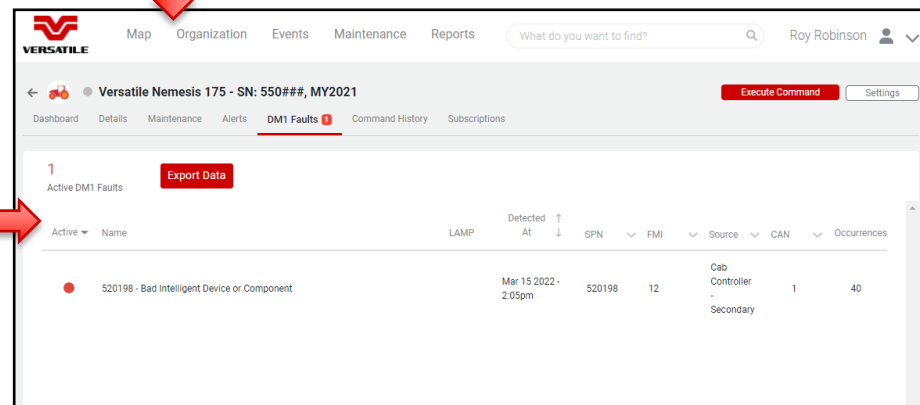 VERSATILE
Map Organization Events Maintenance Reports What do you want to find? Roy Robinson
Versatile Nemesis 175 - SN: 550###, MY2021 Execute Command Settings
Dashboard Details Maintenance Alerts DM1 Faults 1 Command History Subscriptions
1
Active DM1 Faults
Export Data
Active Name LAMP Detected At SPN FMI Source CAN Occurrences
520198 - Bad Intelligent Device or Component Mar 15 2022 - 2:05pm 520198 12 Cab Controller - Secondary 1 40